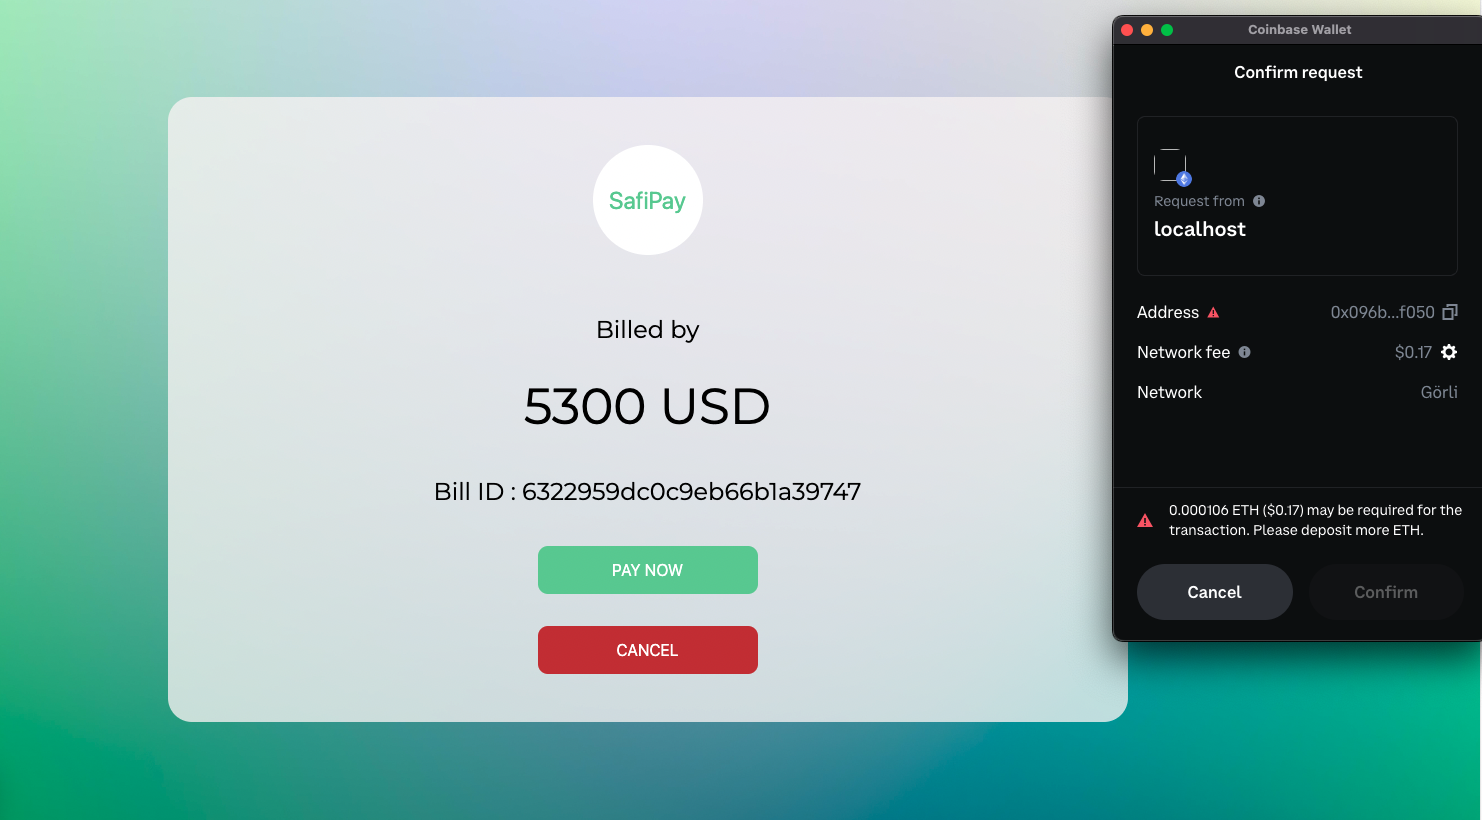 SafiPay
Billed by
5300 USD
Bill ID : 6322959dc0c9eb66b1a39747
PAY NOW
CANCEL
Coinbase Wallet
Confirm request
Request from
localhost
Address 0x096b...f050
Network fee $0.17
Network Görli
0.000106 ETH ($0.17) may be required for the
transaction. Please deposit more ETH.
Cancel Confirm